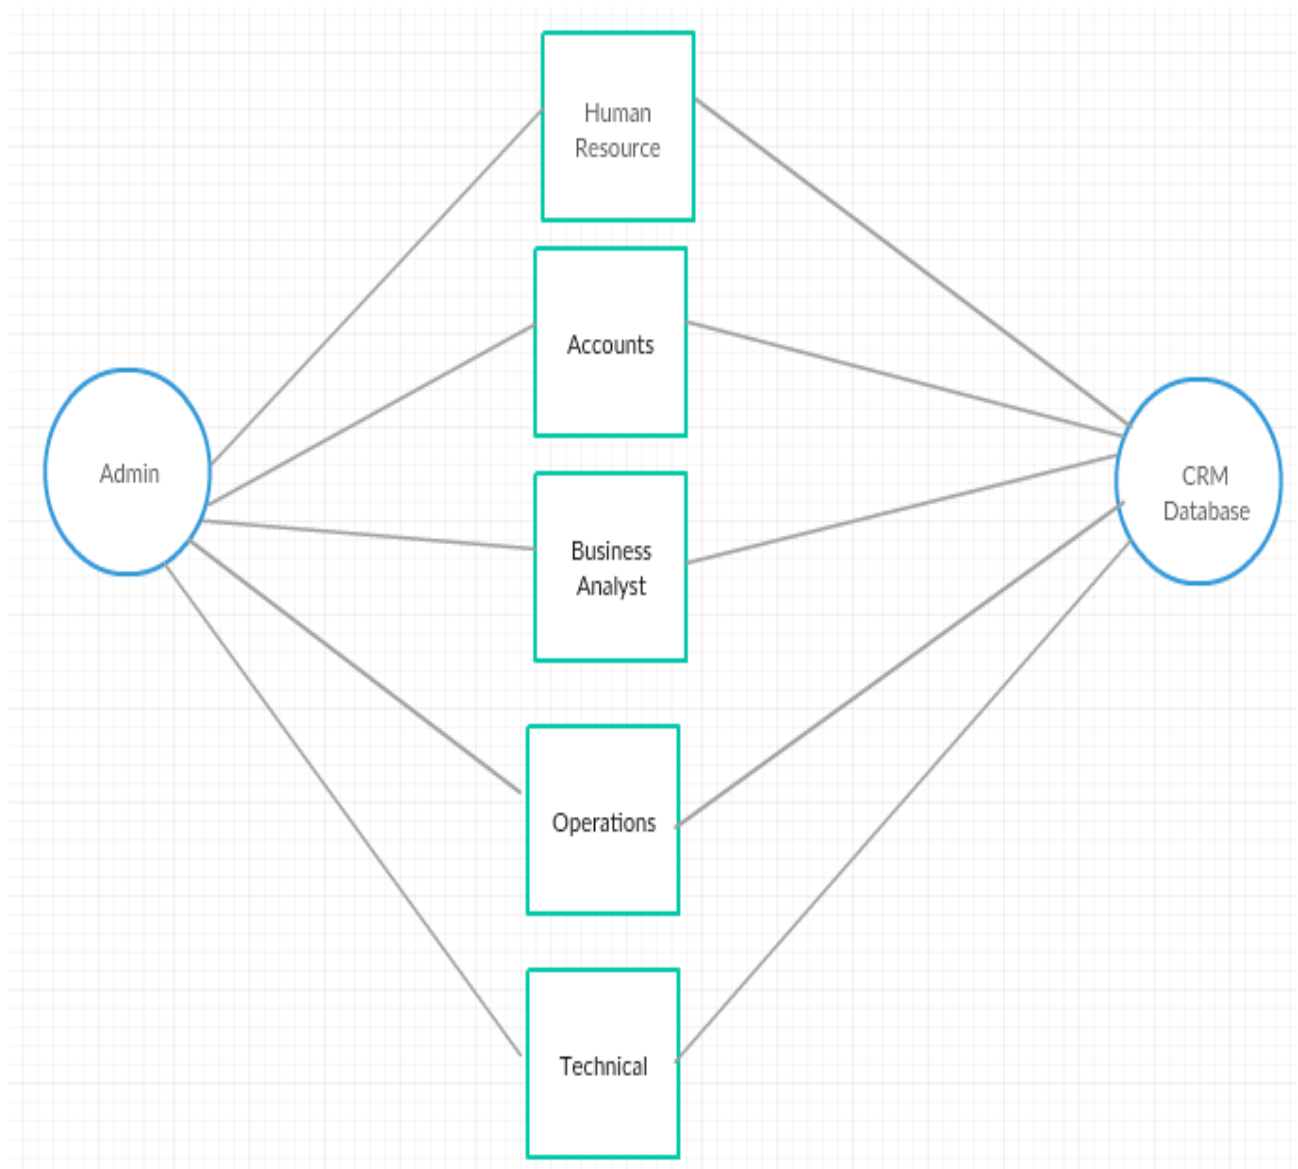 Human
Resource
Accounts
Admin
CRM
Database
Business
Analyst
Operations
Technical